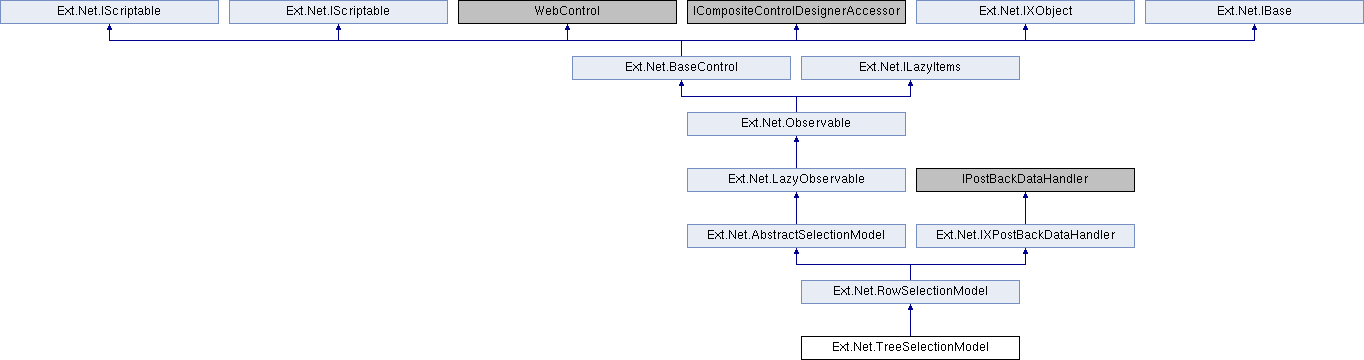 Ext.Net.IScriptable
Ext.Net.IScriptable
WebControl
ICompositeControlDesignerAccessor
Ext.Net.IXObject
Ext.Net.IBase
Ext.Net.BaseControl
Ext.Net.ILazyItems
Ext.Net.Observable
Ext.Net.LazyObservable
IPostBackDataHandler
Ext.Net.AbstractSelectionModel
Ext.Net.IXPostBackDataHandler
Ext.Net.RowSelectionModel
Ext.Net.TreeSelectionModel